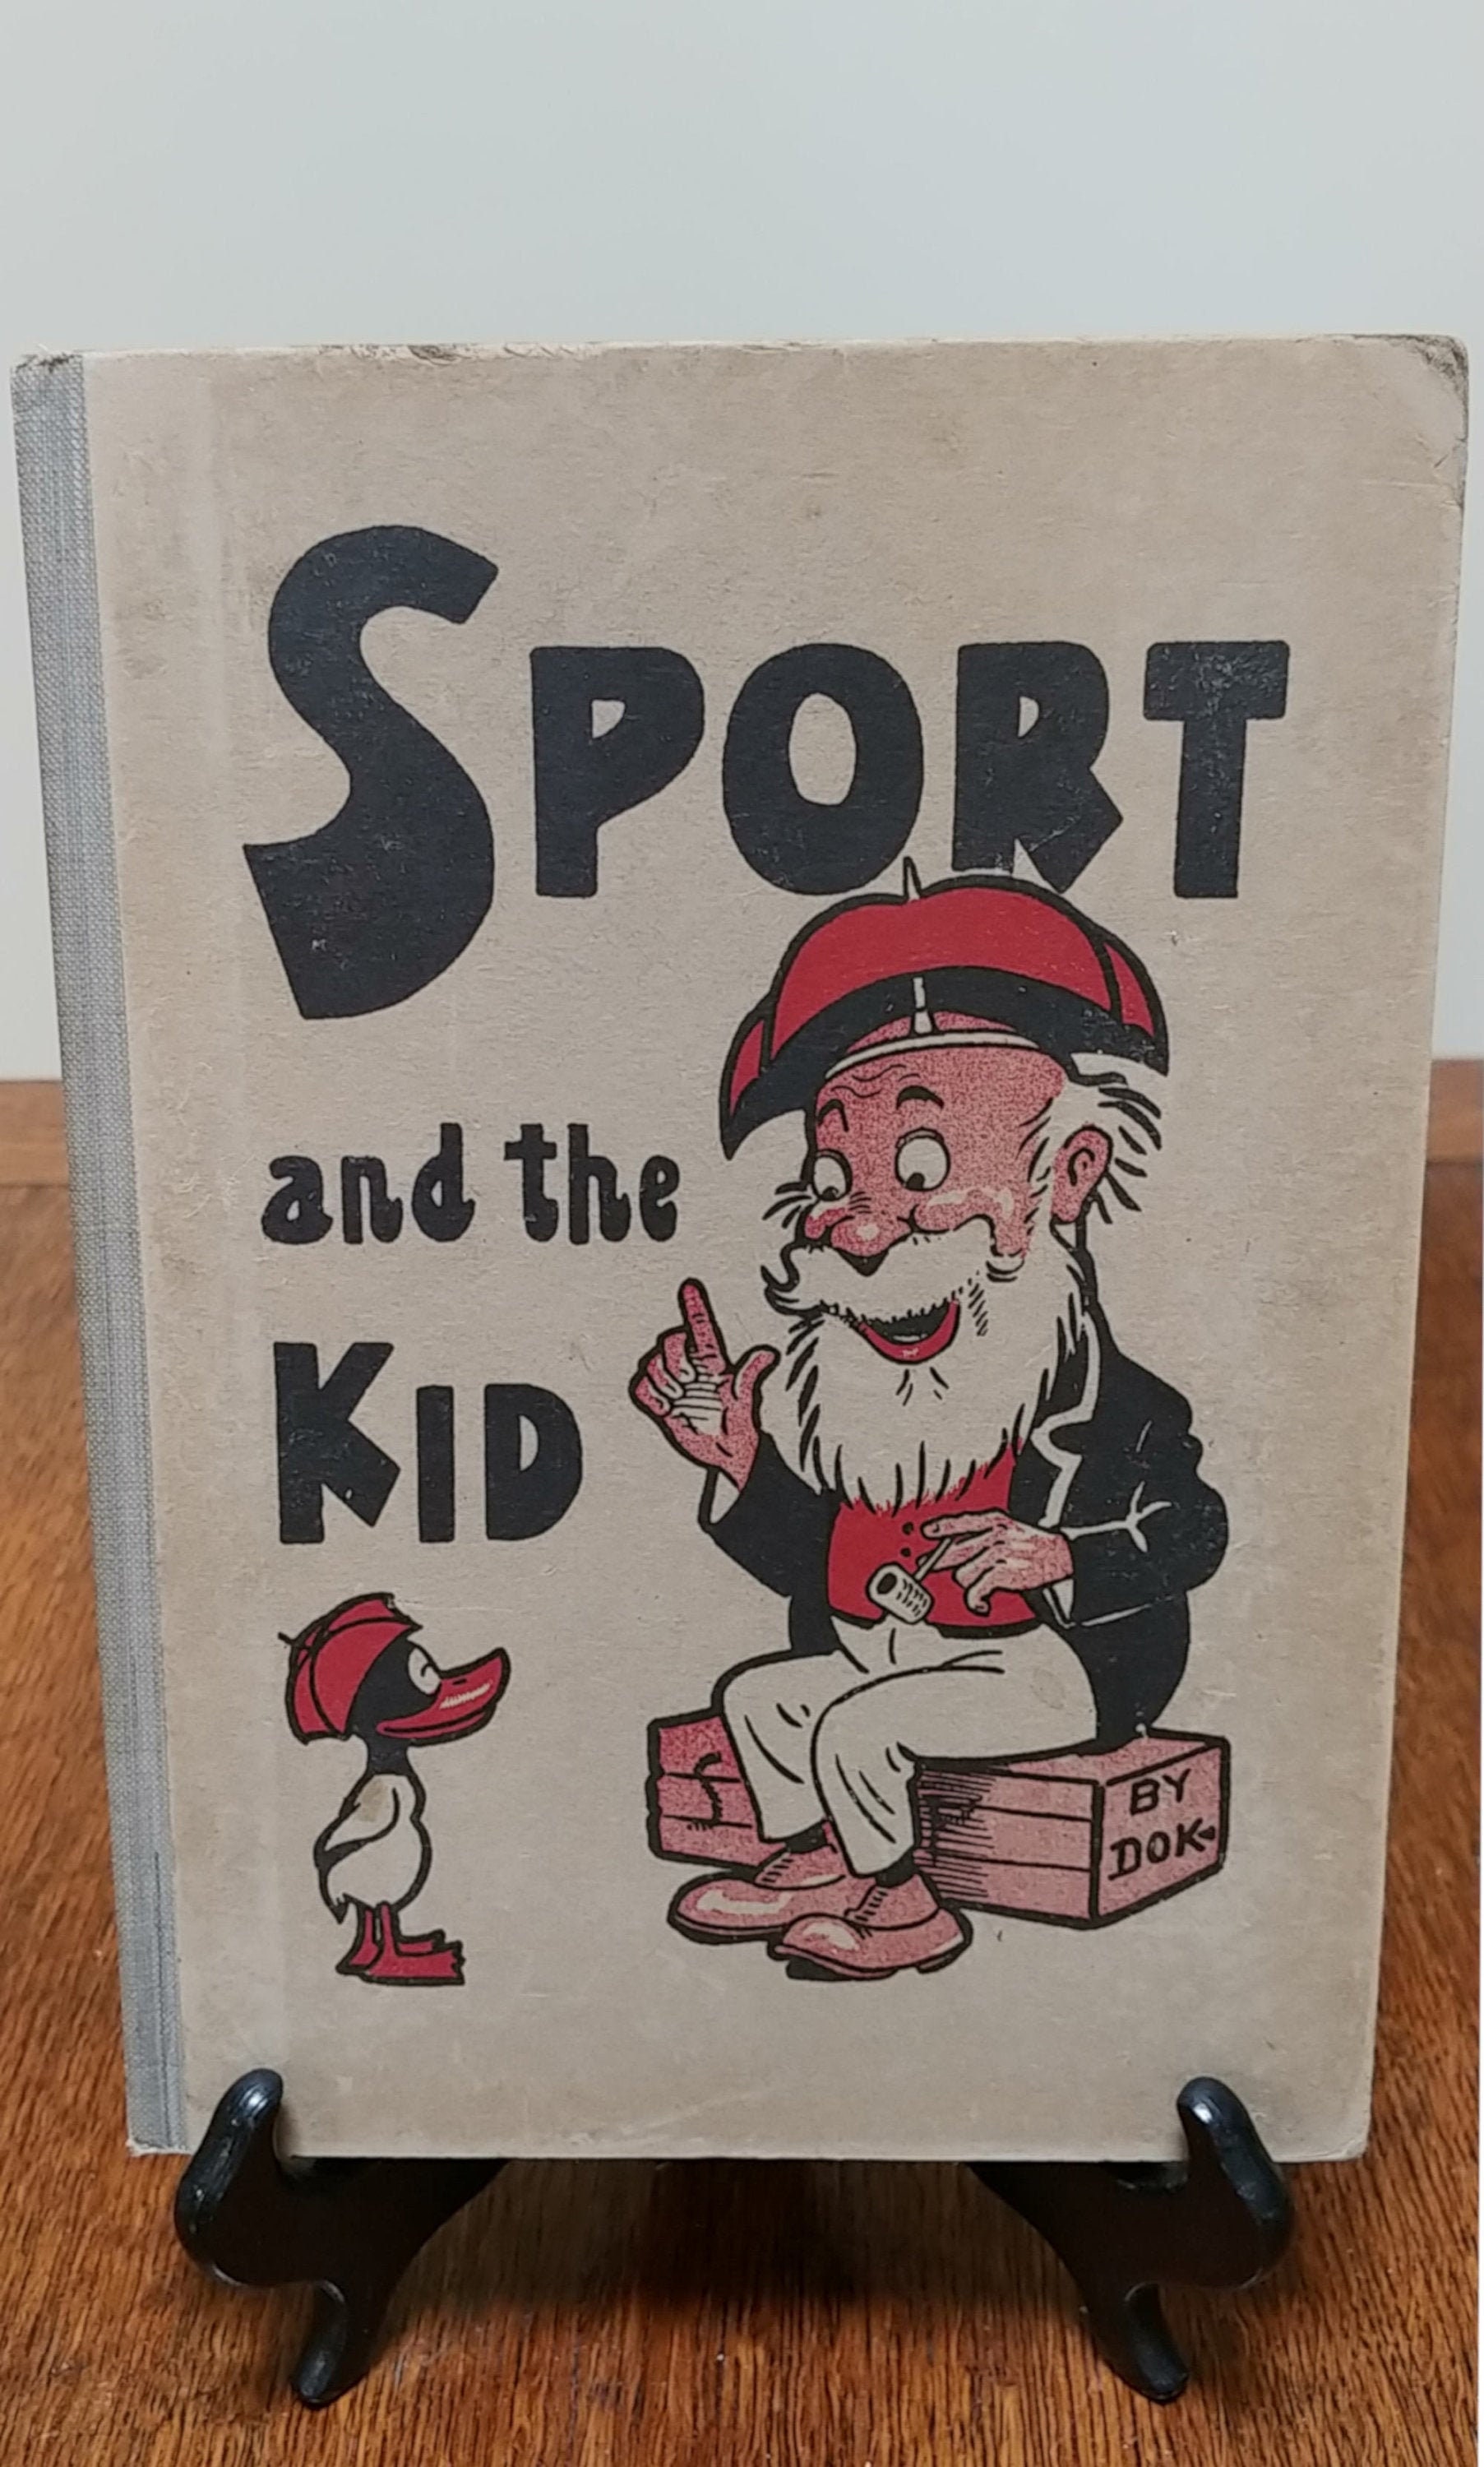 SPORT
and the
KID
BY
DOK